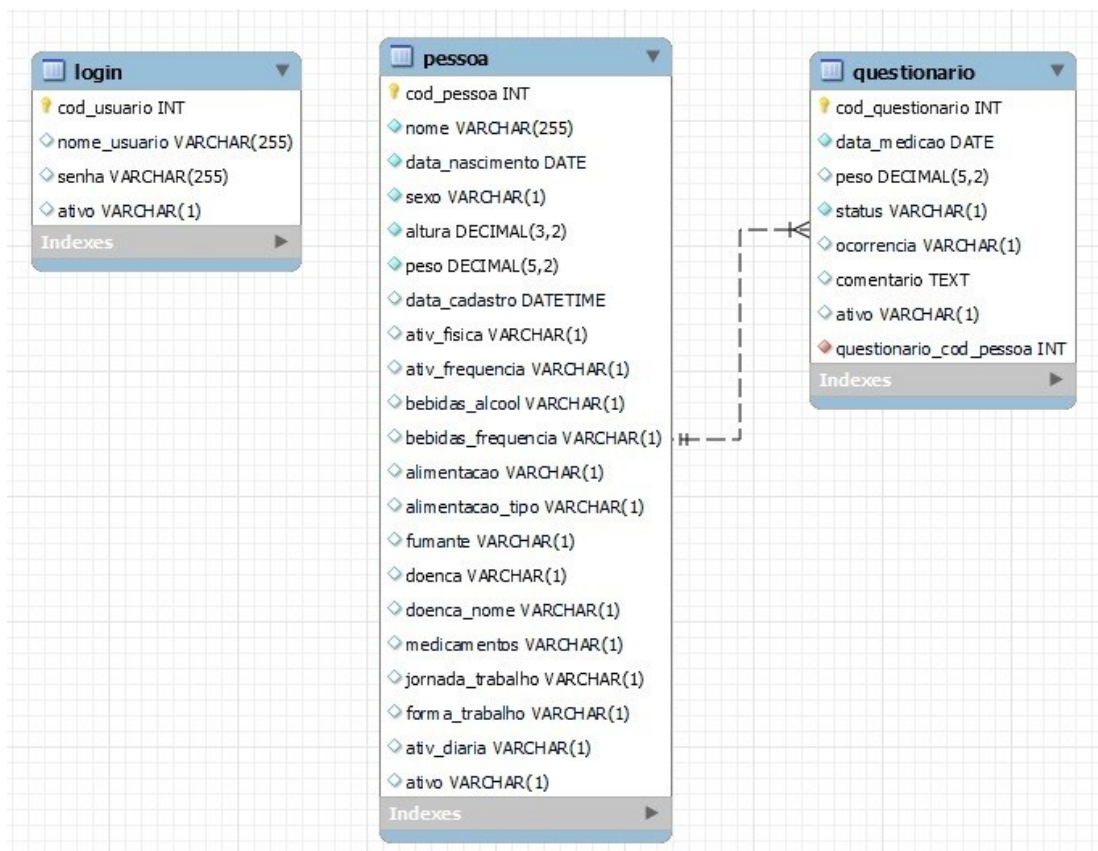 login
cod_usuario INT
nome_usuario VARCHAR(255)
senha VARCHAR(255)
ativo VARCHAR(1)
Indexes
pessoa
cod_pessoa INT
nome VARCHAR(255)
data_nascimento DATE
sexo VARCHAR(1)
altura DECIMAL(3,2)
peso DECIMAL(5,2)
data_cadastro DATETIME
ativ_fisica VARCHAR(1)
ativ_frequência VARCHAR(1)
bebidas_alcool VARCHAR(1)
bebidas_frequencia VARCHAR(1)
alimentacao VARCHAR(1)
alimentacao_tipo VARCHAR(1)
fumante VARCHAR(1)
doenca VARCHAR(1)
doenca_nome VARCHAR(1)
medicamentos VARCHAR(1)
jornada_trabalho VARCHAR(1)
forma_trabalho VARCHAR(1)
ativ_diaria VARCHAR(1)
ativo VARCHAR(1)
Indexes
questionario
cod_questionario INT
data_medicao DATE
peso DECIMAL(5,2)
status VARCHAR(1)
ocorrencia VARCHAR(1)
comentario TEXT
ativo VARCHAR(1)
questionario_cod_pessoa INT
Indexes